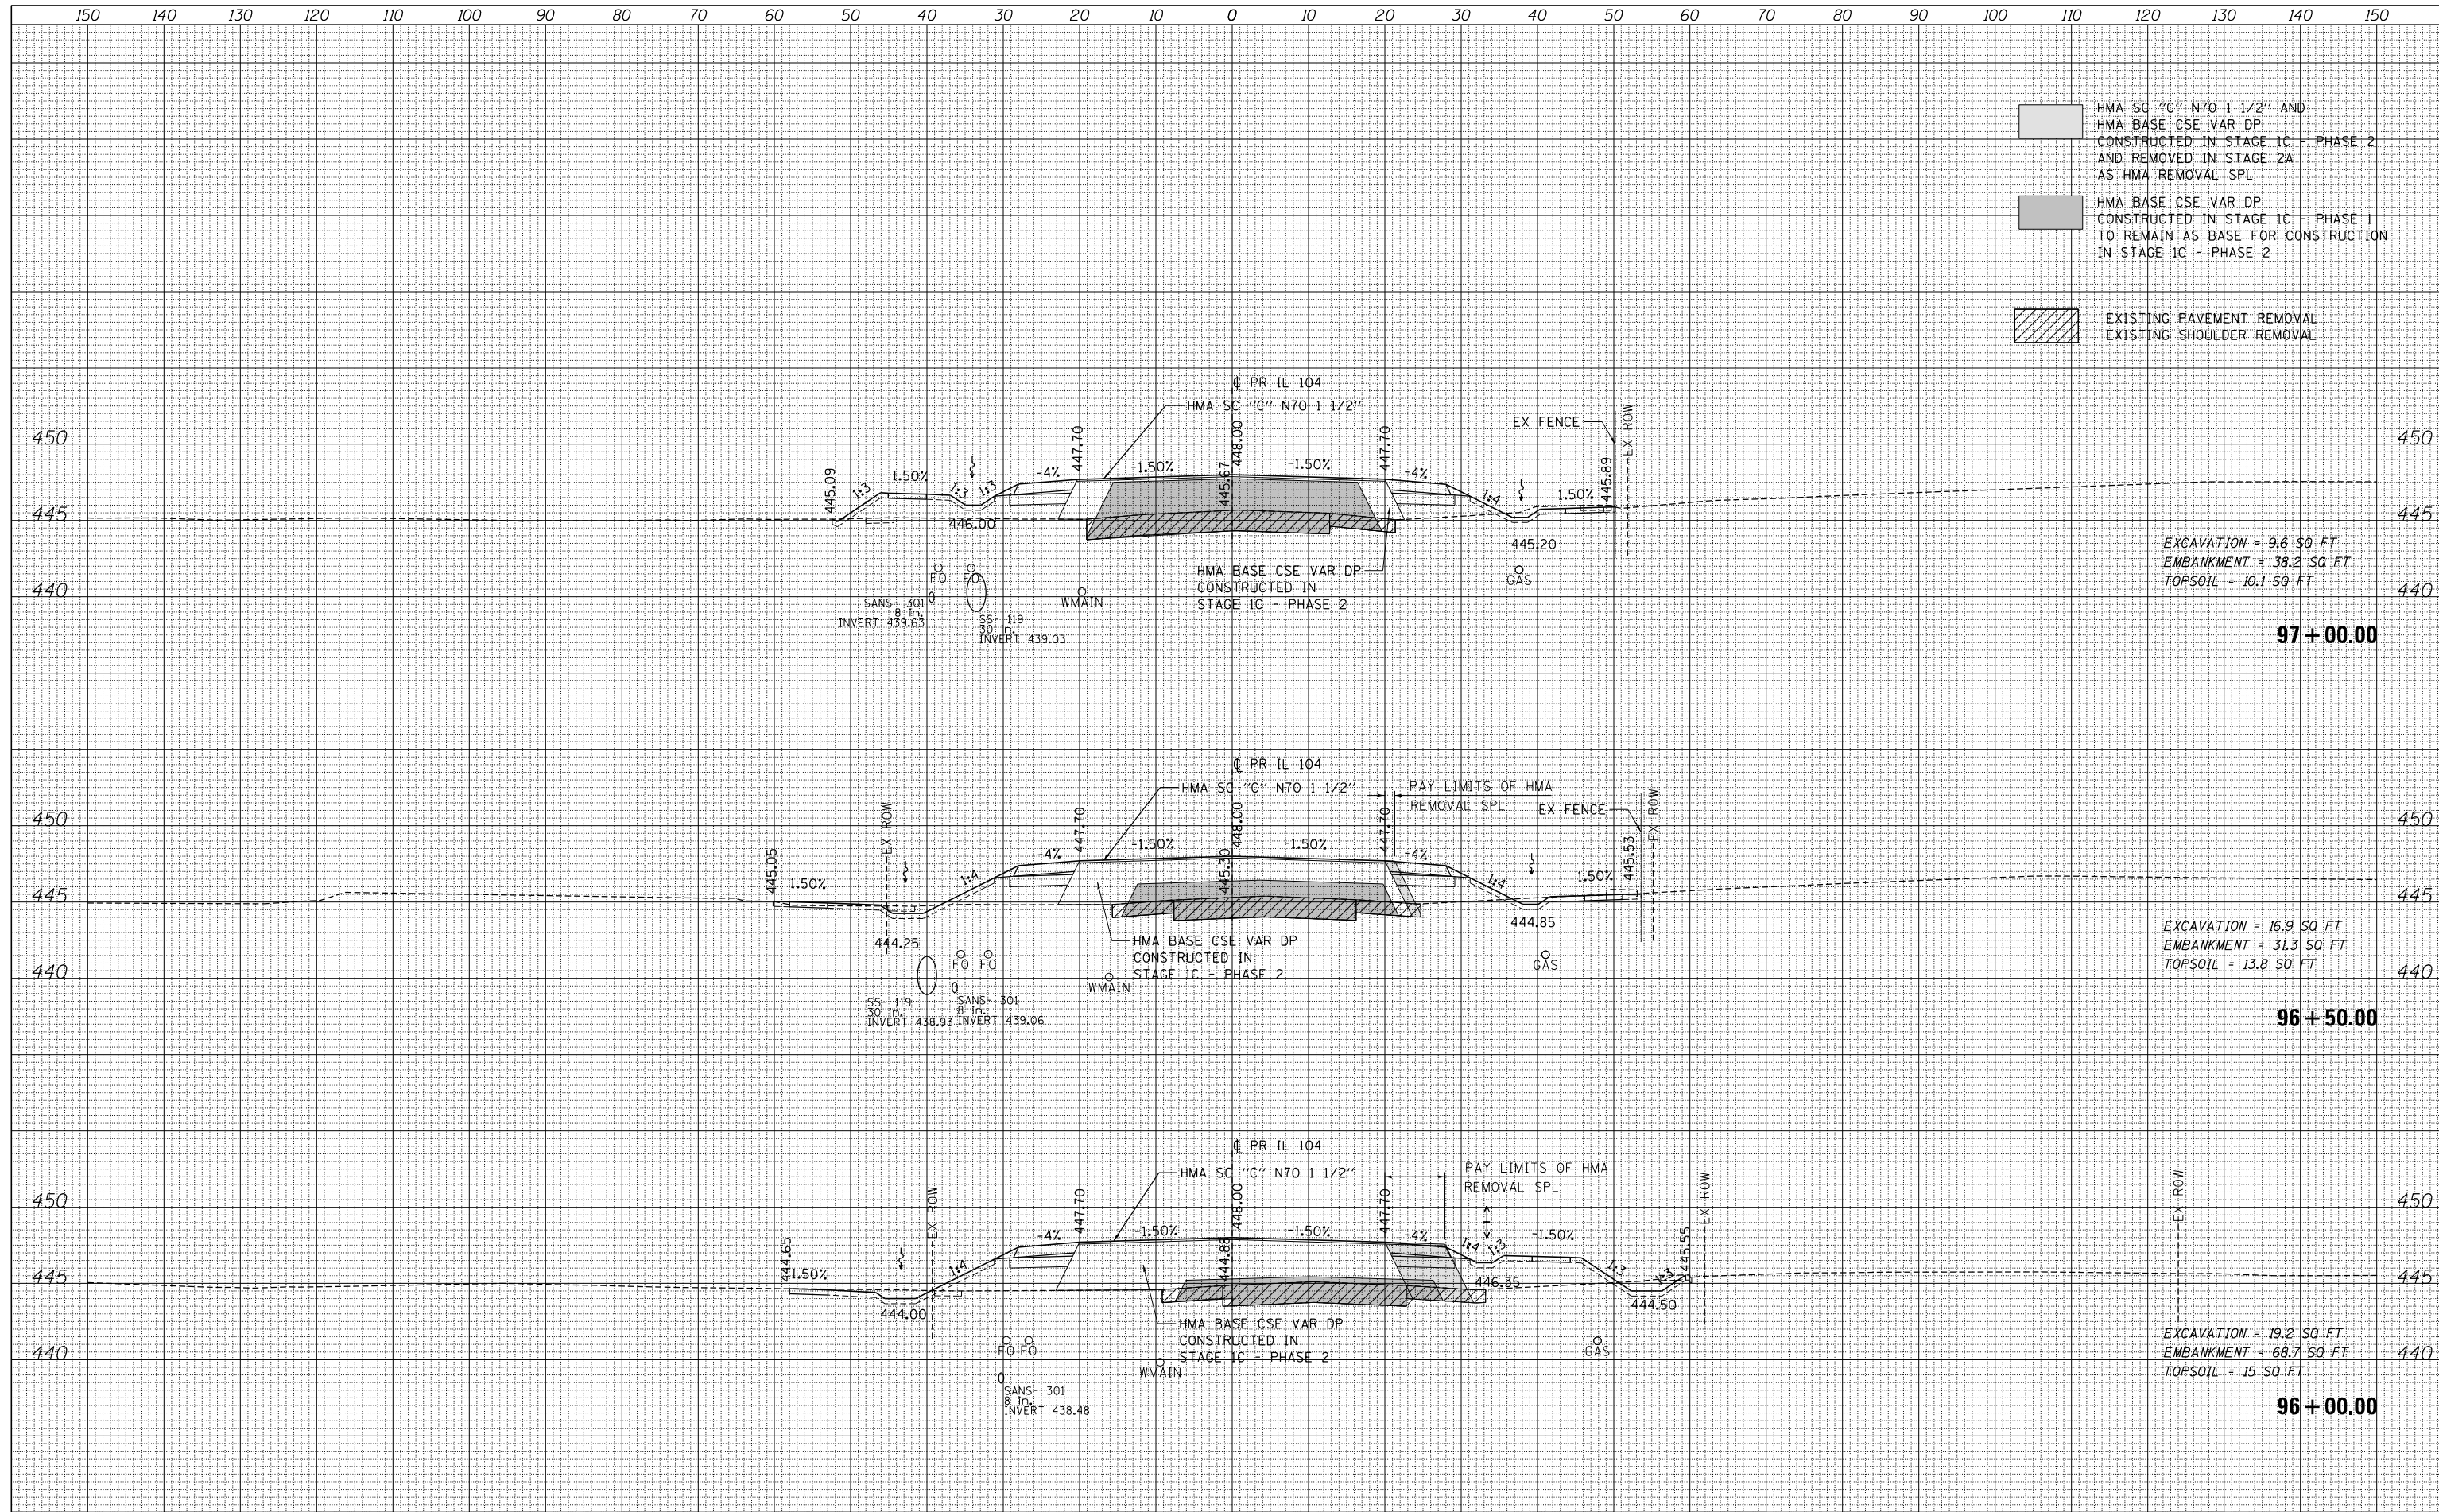 150 140 130 120 110 100 90 80 70 60 50 40 30 20 10 0 10 20 30 40 50 60 70 80 90 100 110 120 130 140 150
HMA SC "C" N70 1 1/2" AND
HMA BASE CSE VAR DP
CONSTRUCTED IN STAGE 1C - PHASE 2
AND REMOVED IN STAGE 2A
AS HMA REMOVAL SPL
HMA BASE CSE VAR DP
CONSTRUCTED IN STAGE 1C - PHASE 1
TO REMAIN AS BASE FOR CONSTRUCTION
IN STAGE 1C - PHASE 2
EXISTING PAVEMENT REMOVAL
EXISTING SHOULDER REMOVAL
℄ PR IL 104
HMA SC "C" N70 1 1/2"
EX FENCE
EX ROW
450
450
445.09
1:3
1.50%
1:3
1:3
-4%
447.70
-1.50%
445.67
448.00
-1.50%
447.70
-4%
1:4
1.50%
445.89
445
445
446.00
445.20
EXCAVATION = 9.6 SQ FT
EMBANKMENT = 38.2 SQ FT
TOPSOIL = 10.1 SQ FT
FO
FO
HMA BASE CSE VAR DP
CONSTRUCTED IN
STAGE 1C - PHASE 2
GAS
440
440
SANS- 301
8 In.
INVERT 439.63
SS- 119
30 In.
INVERT 439.03
WMAIN
97+00.00
℄ PR IL 104
HMA SC "C" N70 1 1/2"
PAY LIMITS OF HMA
REMOVAL SPL
EX FENCE
EX ROW
EX ROW
450
450
445.05
1.50%
1:4
-4%
447.70
-1.50%
445.30
448.00
-1.50%
447.70
-4%
1:4
1.50%
445.53
445
445
444.25
444.85
EXCAVATION = 16.9 SQ FT
EMBANKMENT = 31.3 SQ FT
TOPSOIL = 13.8 SQ FT
HMA BASE CSE VAR DP
CONSTRUCTED IN
STAGE 1C - PHASE 2
FO
FO
GAS
440
440
WMAIN
SS- 119
30 In.
INVERT 438.93
SANS- 301
8 In.
INVERT 439.06
96+50.00
℄ PR IL 104
HMA SC "C" N70 1 1/2"
PAY LIMITS OF HMA
REMOVAL SPL
EX ROW
EX ROW
EX ROW
450
450
444.65
1.50%
1:4
-4%
447.70
-1.50%
444.88
448.00
-1.50%
447.70
-4%
1:4
1:3
-1.50%
1:3
1:3
445.55
445
445
444.00
446.35
444.50
HMA BASE CSE VAR DP
CONSTRUCTED IN
STAGE 1C - PHASE 2
EXCAVATION = 19.2 SQ FT
EMBANKMENT = 68.7 SQ FT
TOPSOIL = 15 SQ FT
FO
FO
GAS
440
440
WMAIN
SANS- 301
8 In.
INVERT 438.48
96+00.00